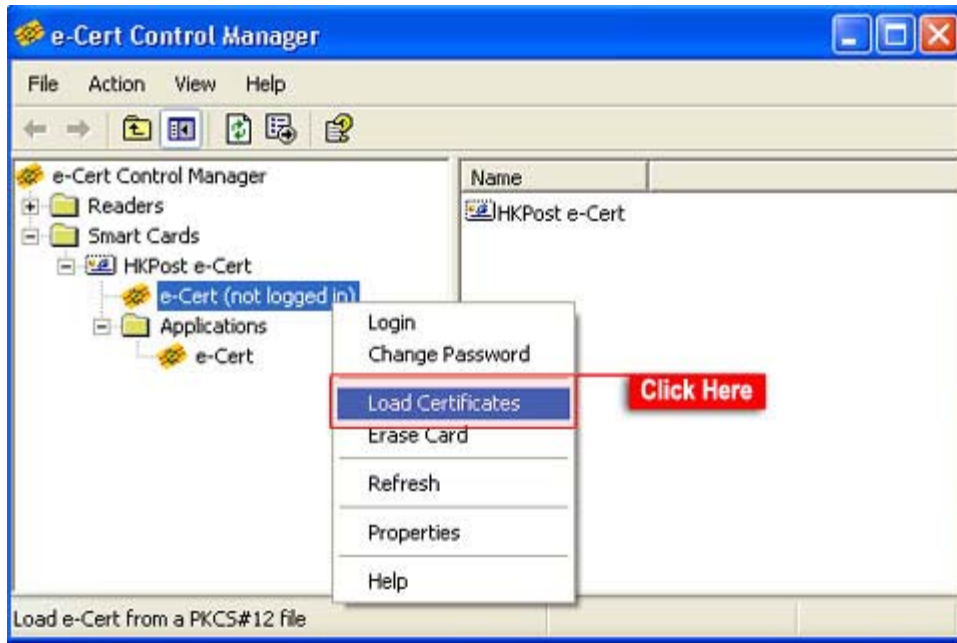 e-Cert Control Manager
File Action View Help
e-Cert Control Manager
Readers
Smart Cards
HKPost e-Cert
e-Cert (not logged in)
Applications
e-Cert
Name
HKPost e-Cert
Login
Change Password
Load Certificates
Click Here
Erase Card
Refresh
Properties
Help
Load e-Cert from a PKCS#12 file